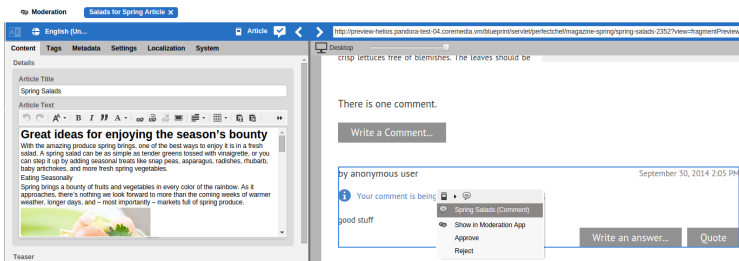 Moderation
Salads for Spring Article ×
English (Un...
Article
http://preview-helios.pandora-test-04.coremedia.vm/blueprint/servlet/perfectchef/magazine-spring/spring-salads-2352?view=fragmentPreview
Content Tags Metadata Settings Localization System
Desktop
Details
crisp lettuces free of blemishes. The leaves should be
Article Title
Spring Salads
Article Text
B I A
Great ideas for enjoying the season's bounty
With the amazing produce spring brings, one of the best ways to enjoy it is in a fresh
salad. A spring salad can be as simple as tender greens tossed with vinaigrette, or you
can step it up by adding seasonal treats like snap peas, asparagus, radishes, rhubarb,
baby artichokes, and more fresh spring vegetables.
Eating Seasonally
Spring brings a bounty of fruits and vegetables in every color of the rainbow. As it
approaches, there's nothing we look forward to more than the coming weeks of warmer
weather, longer days, and – most importantly – markets full of spring produce.
Teaser
There is one comment.
Write a Comment...
by anonymous user
September 30, 2014 2:05 PM
Your comment is being
Spring Salads (Comment)
Show in Moderation App
Approve
Reject
good stuff
Write an answer...
Quote